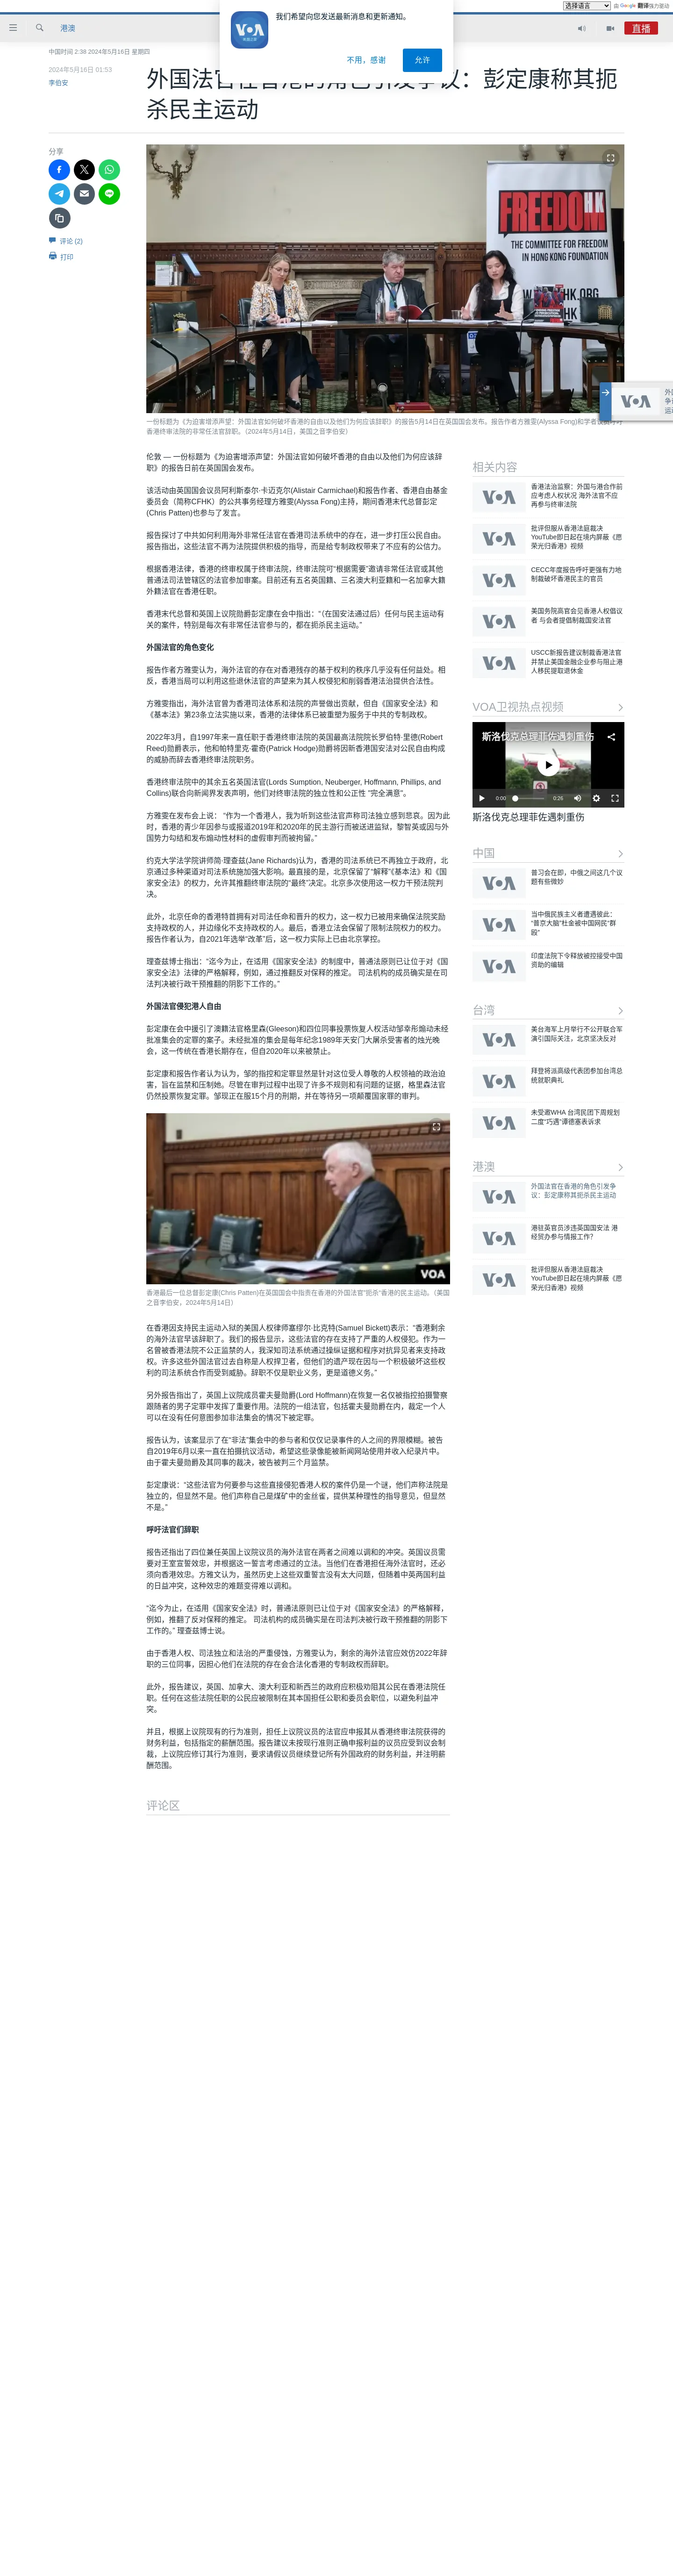 选择语言
由 Google 翻译强力驱动
我们希望向您发送最新消息和更新通知。
不用，感谢
允许
VOA
港澳
直播
中国时间 2:38 2024年5月16日 星期四
2024年5月16日 01:53
李伯安
外国法官在香港的角色引发争议：彭定康称其扼
杀民主运动
分享
评论 (2)
打印
FREEDOMHK
THE COMMITTEE FOR FREEDOM
IN HONG KONG FOUNDATION
一份标题为《为迫害增添声望：外国法官如何破坏香港的自由以及他们为何应该辞职》的报告5月14日在英国国会发布。报告作者方雅雯(Alyssa Fong)和学者议员呼吁
香港终审法院的非常任法官辞职。（2024年5月14日，美国之音李伯安）
伦敦 — 一份标题为《为迫害增添声望：外国法官如何破坏香港的自由以及他们为何应该辞
职》的报告日前在英国国会发布。
该活动由英国国会议员阿利斯泰尔·卡迈克尔(Alistair Carmichael)和报告作者、香港自由基金
委员会（简称CFHK）的公共事务经理方雅雯(Alyssa Fong)主持，期间香港末代总督彭定康
(Chris Patten)也参与了发言。
报告探讨了中共如何利用海外非常任法官在香港司法系统中的存在，进一步打压公民自由。
报告指出，这些法官不再为法院提供积极的指导，而是给专制政权带来了不应有的公信力。
根据香港法律，香港的终审权属于终审法院，终审法院可“根据需要”邀请非常任法官或其他
普通法司法管辖区的法官参加审案。目前还有五名英国籍、三名澳大利亚籍和一名加拿大籍
外籍法官在香港任职。
香港末代总督和英国上议院勋爵彭定康在会中指出：“（在国安法通过后）任何与民主运动有
关的案件，特别是每次有非常任法官参与的，都在扼杀民主运动。”
外国法官的角色变化
报告作者方雅雯认为，海外法官的存在对香港残存的基于权利的秩序几乎没有任何益处。相
反，香港当局可以利用这些退休法官的声望来为其人权侵犯和削弱香港法治提供合法性。
方雅雯指出，海外法官曾为香港司法体系和法院的声誉做出贡献，但自《国家安全法》和
《基本法》第23条立法实施以来，香港的法律体系已被重塑为服务于中共的专制政权。
2022年3月，自1997年来一直任职于香港终审法院的英国最高法院院长罗伯特·里德(Robert
Reed)勋爵表示，他和帕特里克·霍奇(Patrick Hodge)勋爵将因新香港国安法对公民自由构成
的威胁而辞去香港终审法院职务。
香港终审法院中的其余五名英国法官(Lords Sumption, Neuberger, Hoffmann, Phillips, and
Collins)联合向新闻界发表声明，他们对终审法院的独立性和公正性 "完全满意"。
方雅雯在发布会上说： “作为一个香港人，我为听到这些法官声称司法独立感到悲哀。因为此
时，香港的青少年因参与或报道2019年和2020年的民主游行而被送进监狱，黎智英或因与外
国势力勾结和发布煽动性材料的虚假审判而被拘留。”
约克大学法学院讲师简·理查兹(Jane Richards)认为，香港的司法系统已不再独立于政府，北
京通过多种渠道对司法系统施加强大影响。最直接的是，北京保留了“解释”《基本法》和《国
家安全法》的权力，允许其推翻终审法院的“最终”决定。北京多次使用这一权力干预法院判
决。
此外，北京任命的香港特首拥有对司法任命和晋升的权力，这一权力已被用来确保法院奖励
支持政权的人，并边缘化不支持政权的人。最后，香港立法会保留了限制法院权力的权力。
报告作者认为，自2021年选举“改革”后，这一权力实际上已由北京掌控。
理查兹博士指出：“迄今为止，在适用《国家安全法》的制度中，普通法原则已让位于对《国
家安全法》法律的严格解释，例如，通过推翻反对保释的推定。 司法机构的成员确实是在司
法判决被行政干预推翻的阴影下工作的。”
外国法官侵犯港人自由
彭定康在会中援引了澳籍法官格里森(Gleeson)和四位同事投票恢复人权活动邹幸彤煽动未经
批准集会的定罪的案子。未经批准的集会是每年纪念1989年天安门大屠杀受害者的烛光晚
会，这一传统在香港长期存在，但自2020年以来被禁止。
彭定康和报告作者认为认为，邹的指控和定罪显然是针对这位受人尊敬的人权领袖的政治迫
害，旨在监禁和压制她。尽管在审判过程中出现了许多不规则和有问题的证据，格里森法官
仍然投票恢复定罪。邹现正在服15个月的刑期，并在等待另一项颠覆国家罪的审判。
VOA
香港最后一位总督彭定康(Chris Patten)在英国国会中指责在香港的外国法官“扼杀”香港的民主运动。（美国
之音李伯安，2024年5月14日）
在香港因支持民主运动入狱的美国人权律师塞缪尔·比克特(Samuel Bickett)表示：“香港剩余
的海外法官早该辞职了。我们的报告显示，这些法官的存在支持了严重的人权侵犯。作为一
名曾被香港法院不公正监禁的人，我深知司法系统通过操纵证据和程序对抗异见者来支持政
权。许多这些外国法官过去自称是人权捍卫者，但他们的遗产现在因与一个积极破坏这些权
利的司法系统合作而受到威胁。辞职不仅是职业义务，更是道德义务。”
另外报告指出了，英国上议院成员霍夫曼勋爵(Lord Hoffmann)在恢复一名仅被指控拍摄警察
跟随者的男子定罪中发挥了重要作用。法院的一组法官，包括霍夫曼勋爵在内，裁定一个人
可以在没有任何意图参加非法集会的情况下被定罪。
报告认为，该案显示了在“非法”集会中的参与者和仅仅记录事件的人之间的界限模糊。被告
自2019年6月以来一直在拍摄抗议活动，希望这些录像能被新闻网站使用并收入纪录片中。
由于霍夫曼勋爵及其同事的裁决，被告被判三个月监禁。
彭定康说：“这些法官为何要参与这些直接侵犯香港人权的案件仍是一个谜，他们声称法院是
独立的，但显然不是。他们声称自己是煤矿中的金丝雀，提供某种理性的指导意见，但显然
不是。”
呼吁法官们辞职
报告还指出了四位兼任英国上议院议员的海外法官在两者之间难以调和的冲突。英国议员需
要对王室宣誓效忠，并根据这一誓言考虑通过的立法。当他们在香港担任海外法官时，还必
须向香港效忠。方雅文认为，虽然历史上这些双重誓言没有太大问题，但随着中英两国利益
的日益冲突，这种效忠的难题变得难以调和。
“迄今为止，在适用《国家安全法》时，普通法原则已让位于对《国家安全法》的严格解释，
例如，推翻了反对保释的推定。 司法机构的成员确实是在司法判决被行政干预推翻的阴影下
工作的。” 理查兹博士说。
由于香港人权、司法独立和法治的严重侵蚀，方雅雯认为，剩余的海外法官应效仿2022年辞
职的三位同事，因担心他们在法院的存在会合法化香港的专制政权而辞职。
此外，报告建议，英国、加拿大、澳大利亚和新西兰的政府应积极劝阻其公民在香港法院任
职。任何在这些法院任职的公民应被限制在其本国担任公职和委员会职位，以避免利益冲
突。
并且，根据上议院现有的行为准则，担任上议院议员的法官应申报其从香港终审法院获得的
财务利益，包括指定的薪酬范围。报告建议未按现行准则正确申报利益的议员应受到议会制
裁，上议院应修订其行为准则，要求请假议员继续登记所有外国政府的财务利益，并注明薪
酬范围。
评论区
相关内容
香港法治监察：外国与港合作前
应考虑人权状况 海外法官不应
再参与终审法院
批评但服从香港法庭裁决
YouTube即日起在境内屏蔽《愿
荣光归香港》视频
CECC年度报告呼吁更强有力地
制裁破坏香港民主的官员
美国务院高官会见香港人权倡议
者 与会者提倡制裁国安法官
USCC新报告建议制裁香港法官
并禁止美国金融企业参与阻止港
人移民提取退休金
VOA卫视热点视频
斯洛伐克总理菲佐遇刺重伤
0:00
0:26
斯洛伐克总理菲佐遇刺重伤
中国
普习会在即，中俄之间这几个议
题有些微妙
当中俄民族主义者遭遇彼此：
“普京大脑”杜金被中国网民“群
殴”
印度法院下令释放被控接受中国
资助的编辑
台湾
美台海军上月举行不公开联合军
演引国际关注，北京坚决反对
拜登将派高级代表团参加台湾总
统就职典礼
未受邀WHA 台湾民团下周规划
二度“巧遇”谭德塞表诉求
港澳
外国法官在香港的角色引发争
议：彭定康称其扼杀民主运动
港驻英官员涉违英国国安法 港
经贸办参与情报工作？
批评但服从香港法庭裁决
YouTube即日起在境内屏蔽《愿
荣光归香港》视频